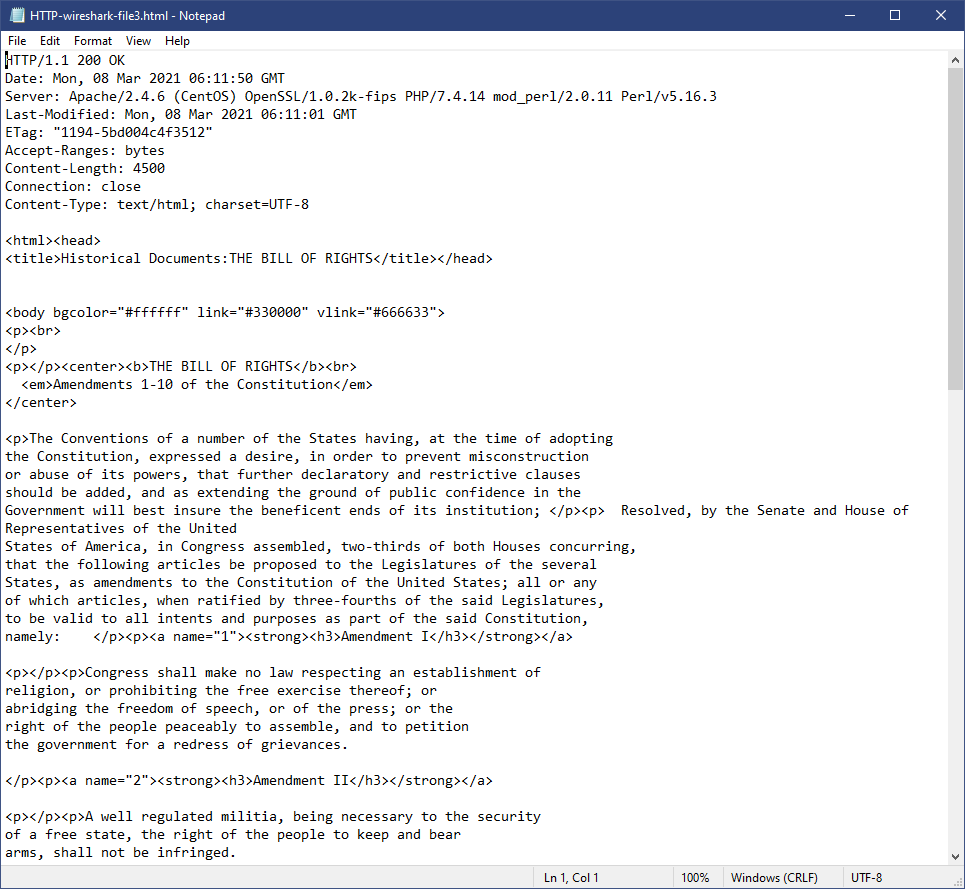 HTTP-wireshark-file3.html - Notepad
File Edit Format View Help
HTTP/1.1 200 OK
Date: Mon, 08 Mar 2021 06:11:50 GMT
Server: Apache/2.4.6 (CentOS) OpenSSL/1.0.2k-fips PHP/7.4.14 mod_perl/2.0.11 Perl/v5.16.3
Last-Modified: Mon, 08 Mar 2021 06:11:01 GMT
ETag: "1194-5bd004c4f3512"
Accept-Ranges: bytes
Content-Length: 4500
Connection: close
Content-Type: text/html; charset=UTF-8
<html><head>
<title>Historical Documents:THE BILL OF RIGHTS</title></head>
<body bgcolor="#ffffff" link="#330000" vlink="#666633">
<p><br>
</p>
<p></p><center><b>THE BILL OF RIGHTS</b><br>
<em>Amendments 1-10 of the Constitution</em>
</center>
<p>The Conventions of a number of the States having, at the time of adopting
the Constitution, expressed a desire, in order to prevent misconstruction
or abuse of its powers, that further declaratory and restrictive clauses
should be added, and as extending the ground of public confidence in the
Government will best insure the beneficent ends of its institution; </p><p>  Resolved, by the Senate and House of
Representatives of the United
States of America, in Congress assembled, two-thirds of both Houses concurring,
that the following articles be proposed to the Legislatures of the several
States, as amendments to the Constitution of the United States; all or any
of which articles, when ratified by three-fourths of the said Legislatures,
to be valid to all intents and purposes as part of the said Constitution,
namely:    </p><p><a name="1"><strong><h3>Amendment I</h3></strong></a>
<p></p><p>Congress shall make no law respecting an establishment of
religion, or prohibiting the free exercise thereof; or
abridging the freedom of speech, or of the press; or the
right of the people peaceably to assemble, and to petition
the government for a redress of grievances.
</p><p><a name="2"><strong><h3>Amendment II</h3></strong></a>
<p></p><p>A well regulated militia, being necessary to the security
of a free state, the right of the people to keep and bear
arms, shall not be infringed.
Ln 1, Col 1 100% Windows (CRLF) UTF-8